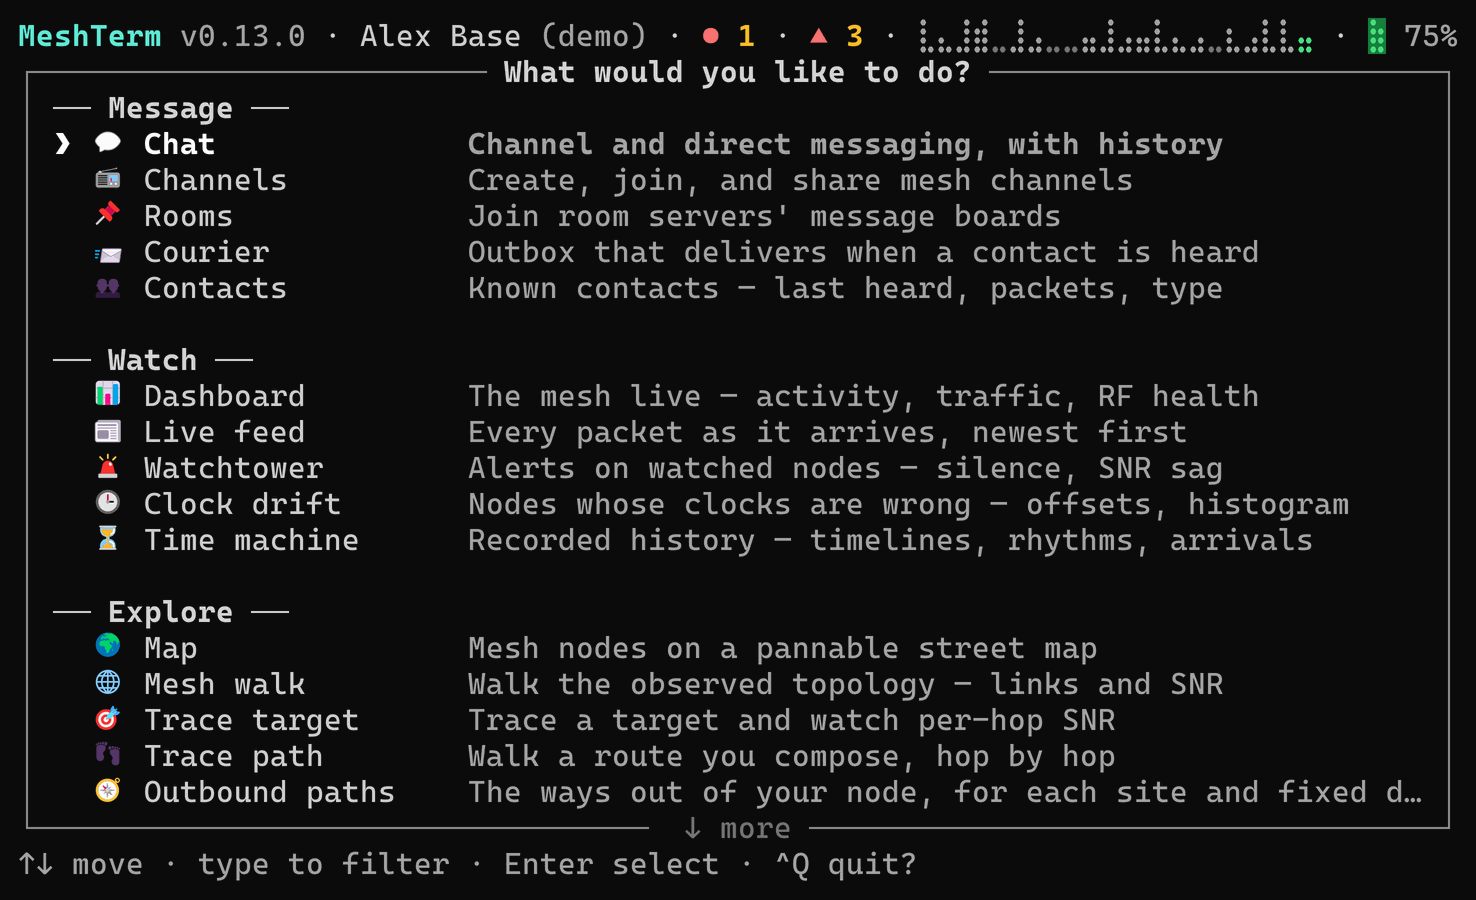 MeshTerm v0.13.0 · Alex Base (demo) · ● 1 · ▲ 3 · 75%
What would you like to do?
── Message ──
❯ 💬 Chat Channel and direct messaging, with history
📻 Channels Create, join, and share mesh channels
📌 Rooms Join room servers' message boards
📨 Courier Outbox that delivers when a contact is heard
👥 Contacts Known contacts — last heard, packets, type
── Watch ──
📊 Dashboard The mesh live — activity, traffic, RF health
📰 Live feed Every packet as it arrives, newest first
🚨 Watchtower Alerts on watched nodes — silence, SNR sag
🕒 Clock drift Nodes whose clocks are wrong — offsets, histogram
⏳ Time machine Recorded history — timelines, rhythms, arrivals
── Explore ──
🌍 Map Mesh nodes on a pannable street map
🌐 Mesh walk Walk the observed topology — links and SNR
🎯 Trace target Trace a target and watch per-hop SNR
👣 Trace path Walk a route you compose, hop by hop
🧭 Outbound paths The ways out of your node, for each site and fixed d…
↓ more
↑↓ move · type to filter · Enter select · ^Q quit?